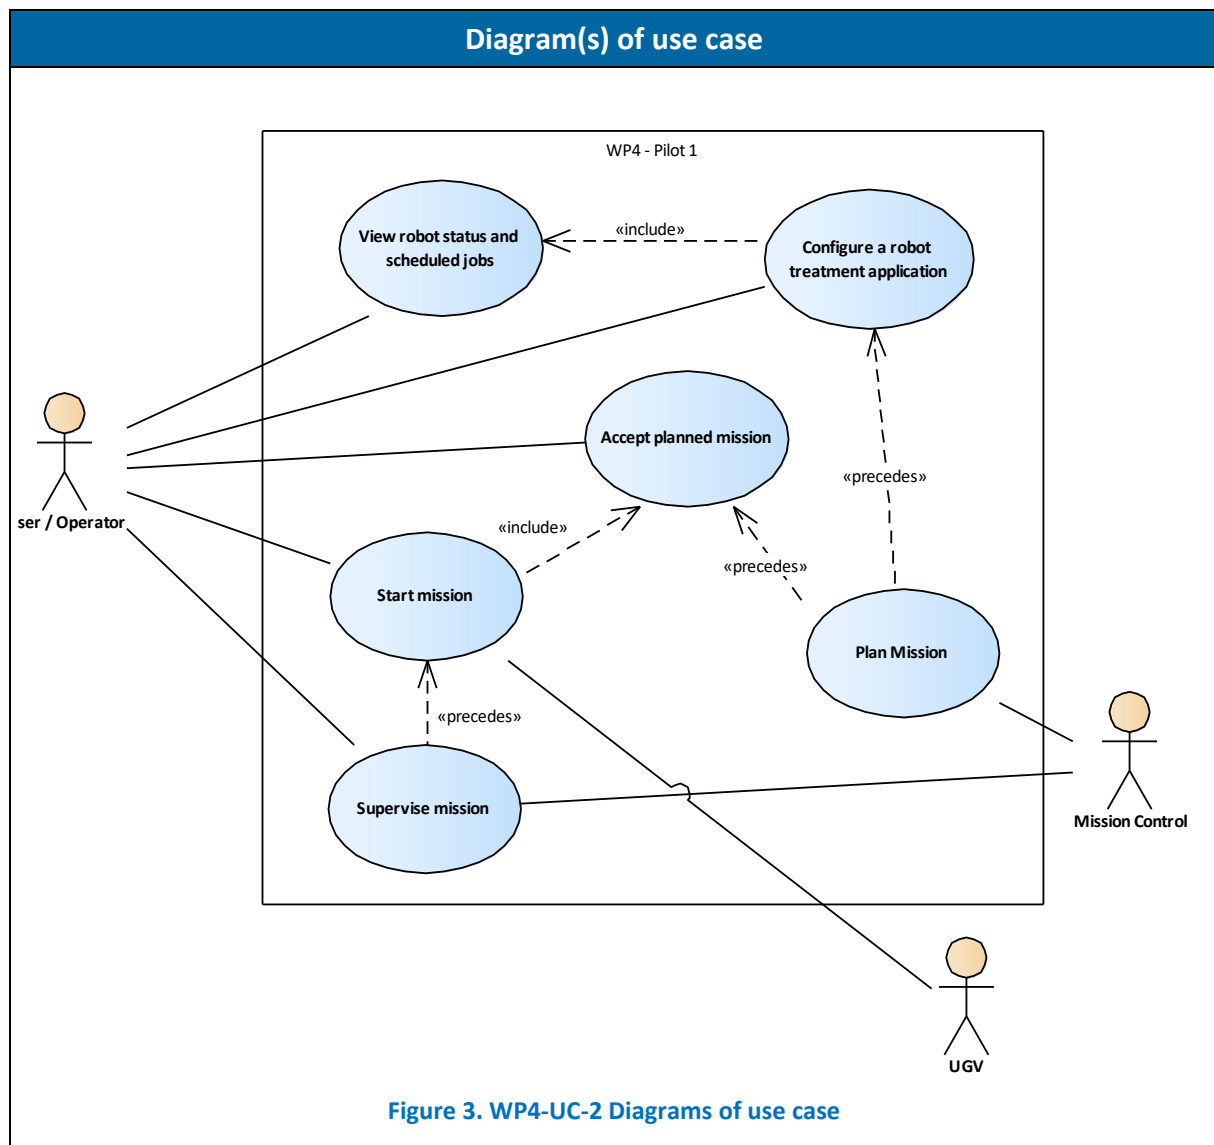 Diagram(s) of use case
WP4 - Pilot 1
View robot status and
scheduled jobs
«include»
Configure a robot
treatment application
Accept planned mission
«precedes»
«include»
«precedes»
ser / Operator
Start mission
Plan Mission
«precedes»
Supervise mission
Mission Control
UGV
Figure 3. WP4-UC-2 Diagrams of use case